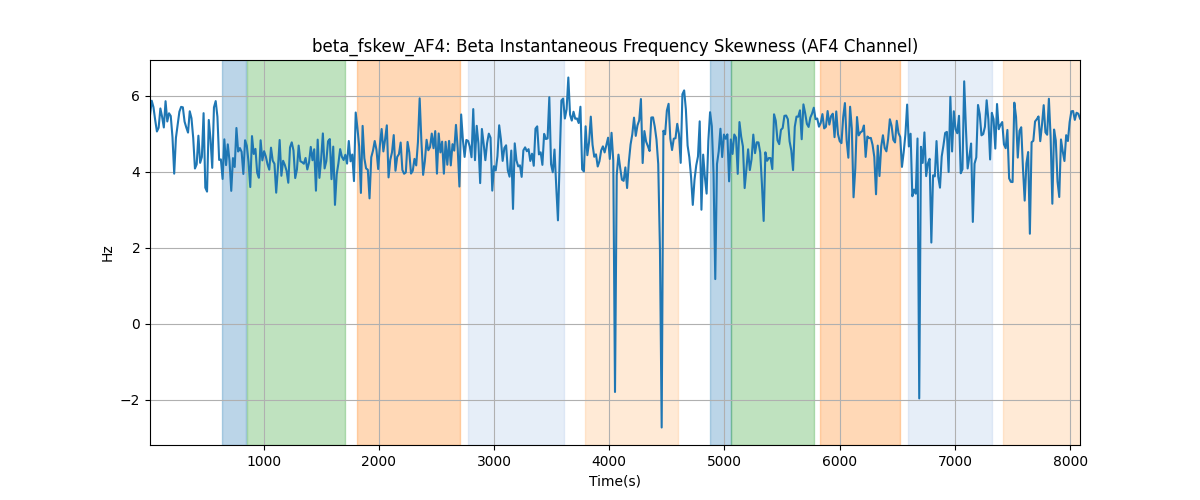 beta_fskew_AF4: Beta Instantaneous Frequency Skewness (AF4 Channel)
6
4
2
0
−2
Hz
1000 2000 3000 4000 5000 6000 7000 8000
Time(s)